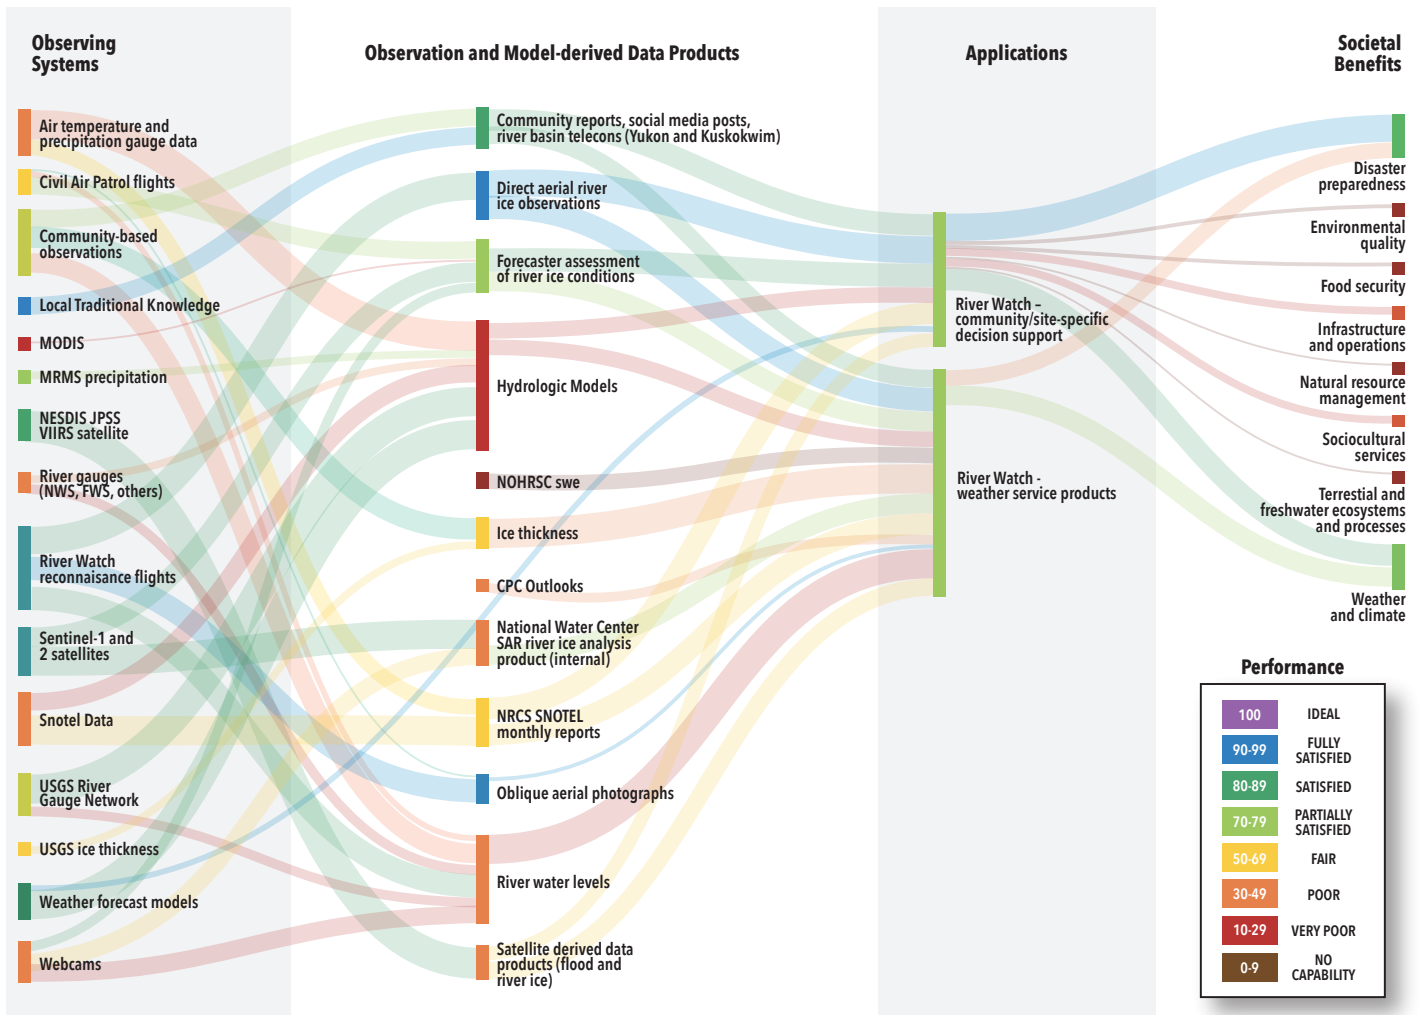 Observing
Systems
Observation and Model-derived Data Products
Applications
Societal
Benefits
Air temperature and
precipitation gauge data
Civil Air Patrol flights
Community-based
observations
Local Traditional Knowledge
MODIS
MRMS precipitation
NESDIS JPSS
VIIRS satellite
River gauges
(NWS, FWS, others)
River Watch
reconnaisance flights
Sentinel-1 and
2 satellites
Snotel Data
USGS River
Gauge Network
USGS ice thickness
Weather forecast models
Webcams
Community reports, social media posts,
river basin telecons (Yukon and Kuskokwim)
Direct aerial river
ice observations
Forecaster assessment
of river ice conditions
Hydrologic Models
NOHRSC swe
Ice thickness
CPC Outlooks
National Water Center
SAR river ice analysis
product (internal)
NRCS SNOTEL
monthly reports
Oblique aerial photographs
River water levels
Satellite derived data
products (flood and
river ice)
River Watch –
community/site-specific
decision support
River Watch -
weather service products
Disaster
preparedness
Environmental
quality
Food security
Infrastructure
and operations
Natural resource
management
Sociocultural
services
Terrestial and
freshwater ecosystems
and processes
Weather
and climate
Performance
100 IDEAL
90-99 FULLY
SATISFIED
80-89 SATISFIED
70-79 PARTIALLY
SATISFIED
50-69 FAIR
30-49 POOR
10-29 VERY POOR
0-9 NO
CAPABILITY